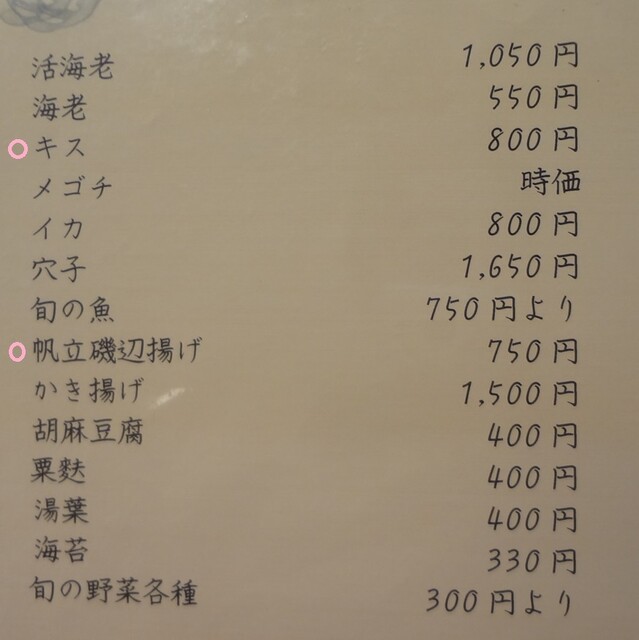 活海老 1,050円
海老 550円
キス 800円
メゴチ 時価
イカ 800円
穴子 1,650円
旬の魚 750円より
帆立磯辺揚げ 750円
かき揚げ 1,500円
胡麻豆腐 400円
粟麩 400円
湯葉 400円
海苔 330円
旬の野菜各種 300円より